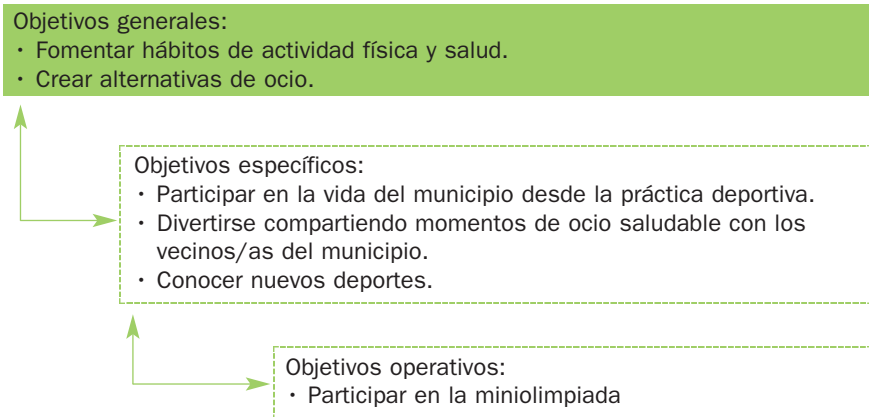 Objetivos generales:
· Fomentar hábitos de actividad física y salud.
· Crear alternativas de ocio.
Objetivos específicos:
· Participar en la vida del municipio desde la práctica deportiva.
· Divertirse compartiendo momentos de ocio saludable con los
vecinos/as del municipio.
· Conocer nuevos deportes.
Objetivos operativos:
· Participar en la miniolimpiada